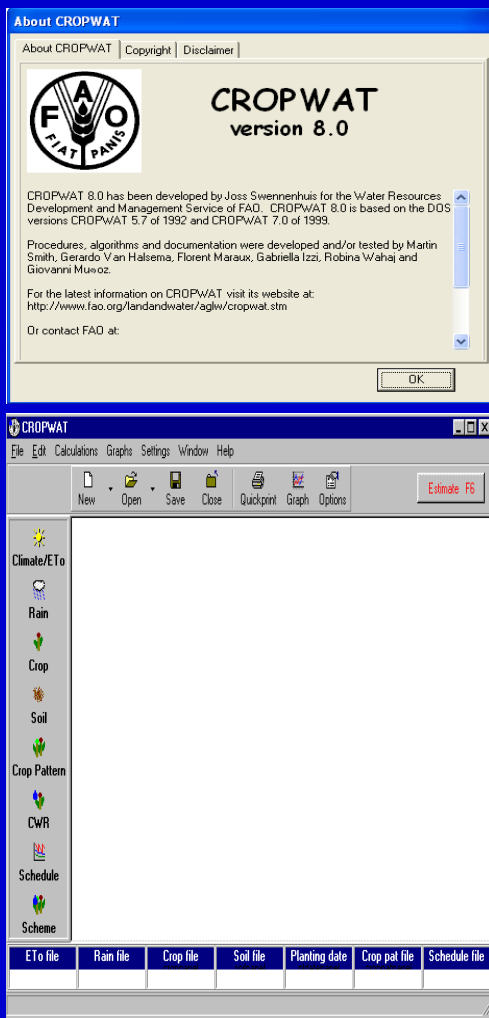 About CROPWAT
About CROPWAT Copyright Disclaimer
FAO
FIAT PANIS
CROPWAT
version 8.0
CROPWAT 8.0 has been developed by Joss Swennenhuis for the Water Resources
Development and Management Service of FAO. CROPWAT 8.0 is based on the DOS
versions CROPWAT 5.7 of 1992 and CROPWAT 7.0 of 1999.
Procedures, algorithms and documentation were developed and/or tested by Martin
Smith, Gerardo Van Halsema, Florent Maraux, Gabriella Izzi, Robina Wahaj and
Giovanni Muñoz.
For the latest information on CROPWAT visit its website at:
http://www.fao.org/landandwater/aglw/cropwat.stm
Or contact FAO at:
OK
CROPWAT
File Edit Calculations Graphs Settings Window Help
New Open Save Close Quickprint Graph Options Estimate F6
Climate/ETo
Rain
Crop
Soil
Crop Pattern
CWR
Schedule
Scheme
ETo file Rain file Crop file Soil file Planting date Crop pat file Schedule file